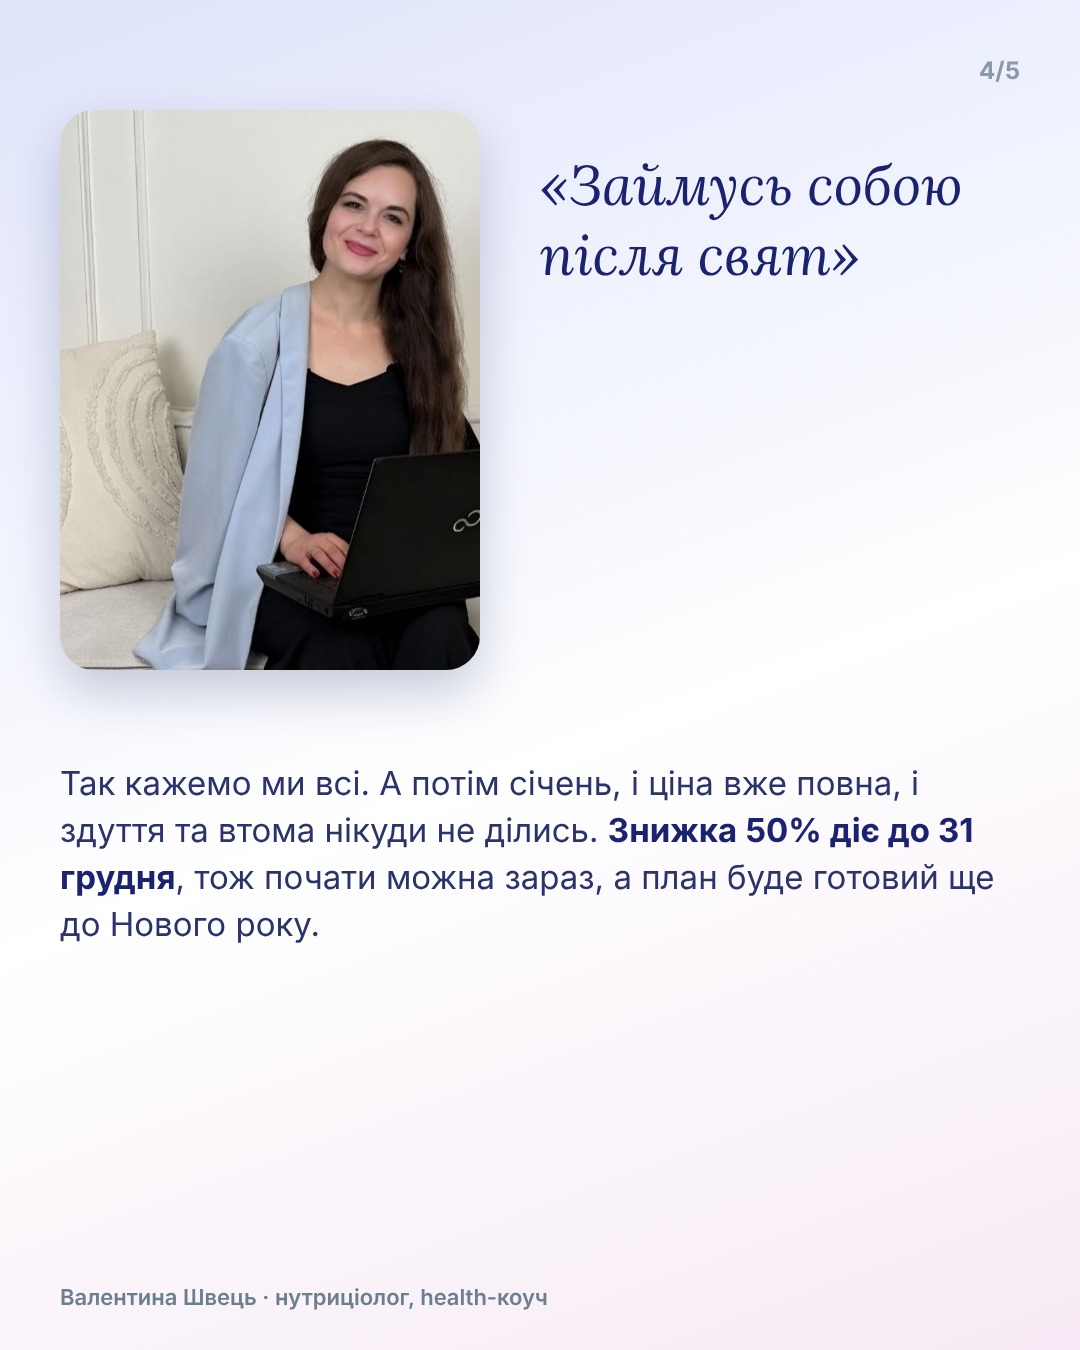 4/5
«Займусь собою
після свят»
Так кажемо ми всі. А потім січень, і ціна вже повна, і
здуття та втома нікуди не ділись. Знижка 50% діє до 31
грудня, тож почати можна зараз, а план буде готовий ще
до Нового року.
Валентина Швець · нутриціолог, health-коуч